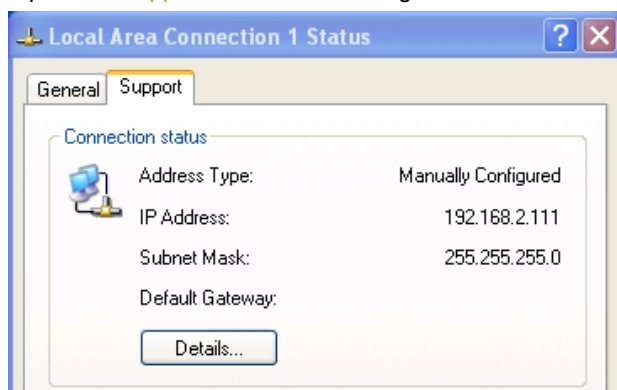 Local Area Connection 1 Status
General Support
Connection status
Address Type: Manually Configured
IP Address: 192.168.2.111
Subnet Mask: 255.255.255.0
Default Gateway:
Details...